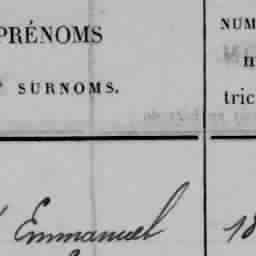 PRÉNOMS
SURNOMS.
NUM
tric
Emmanuel
18